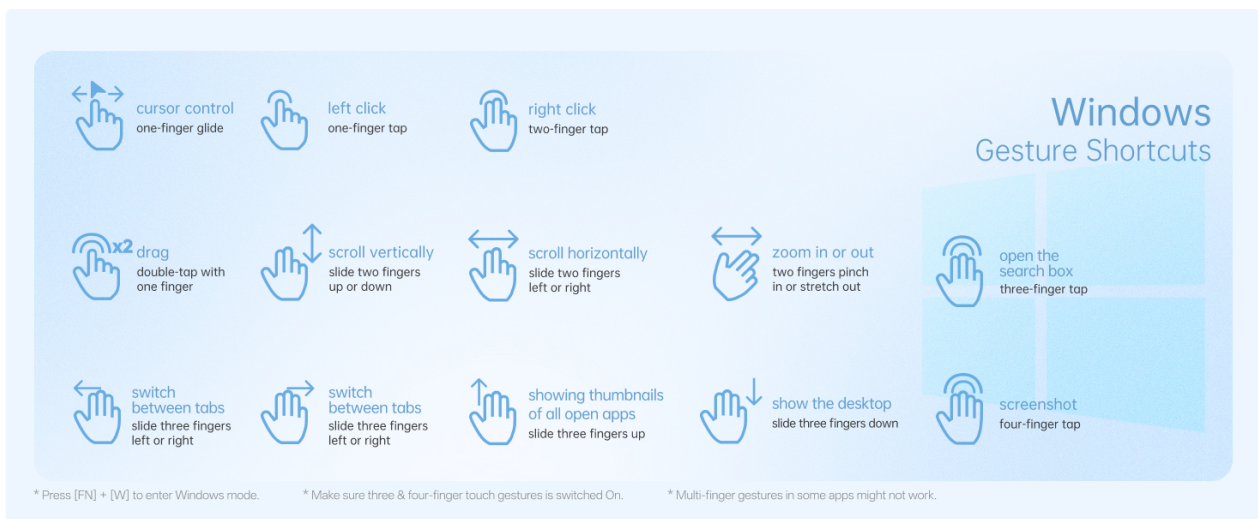 cursor control
one-finger glide
left click
one-finger tap
right click
two-finger tap
Windows
Gesture Shortcuts
x2 drag
double-tap with
one finger
scroll vertically
slide two fingers
up or down
scroll horizontally
slide two fingers
left or right
zoom in or out
two fingers pinch
in or stretch out
open the
search box
three-finger tap
switch
between tabs
slide three fingers
left or right
switch
between tabs
slide three fingers
left or right
showing thumbnails
of all open apps
slide three fingers up
show the desktop
slide three fingers down
screenshot
four-finger tap
* Press [FN] + [W] to enter Windows mode.
* Make sure three & four-finger touch gestures is switched On.
* Multi-finger gestures in some apps might not work.